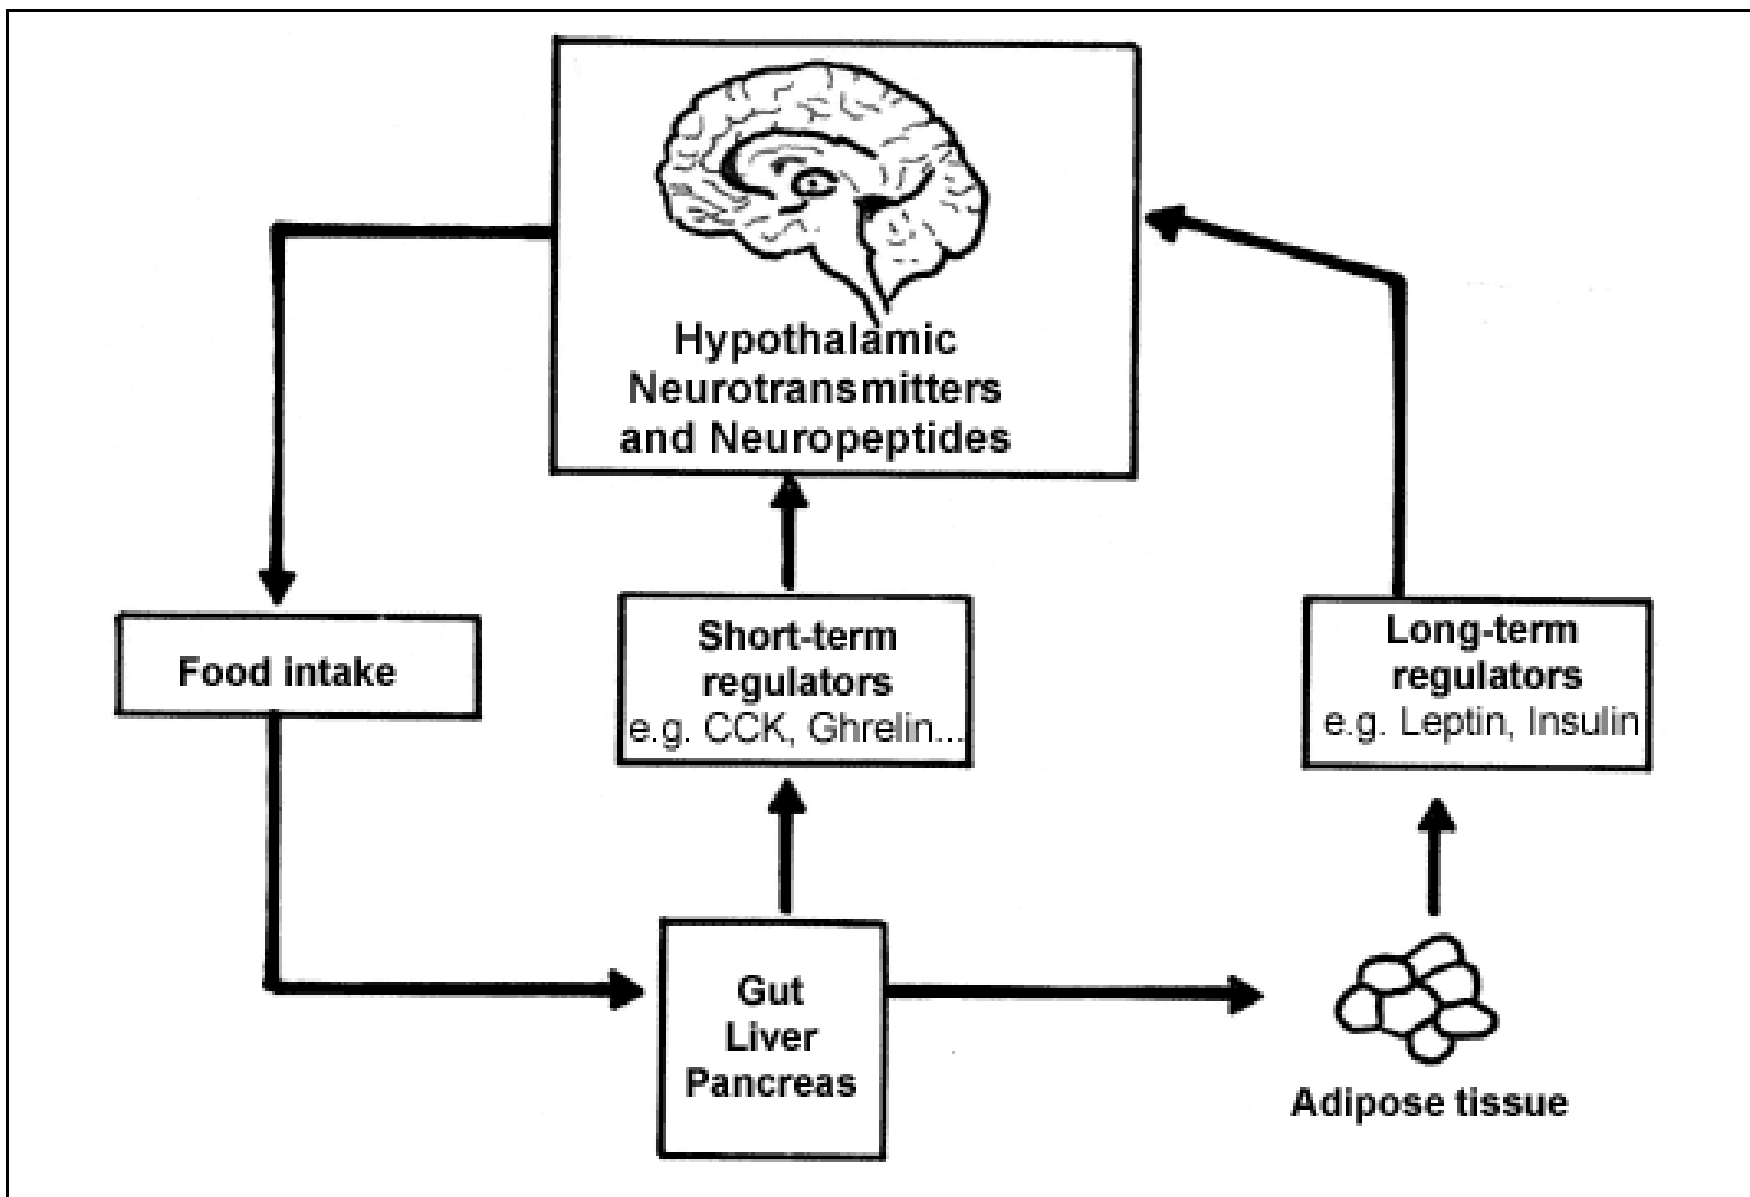 Hypothalamic
Neurotransmitters
and Neuropeptides
Food intake
Short-term
regulators
e.g. CCK, Ghrelin...
Long-term
regulators
e.g. Leptin, Insulin
Gut
Liver
Pancreas
Adipose tissue